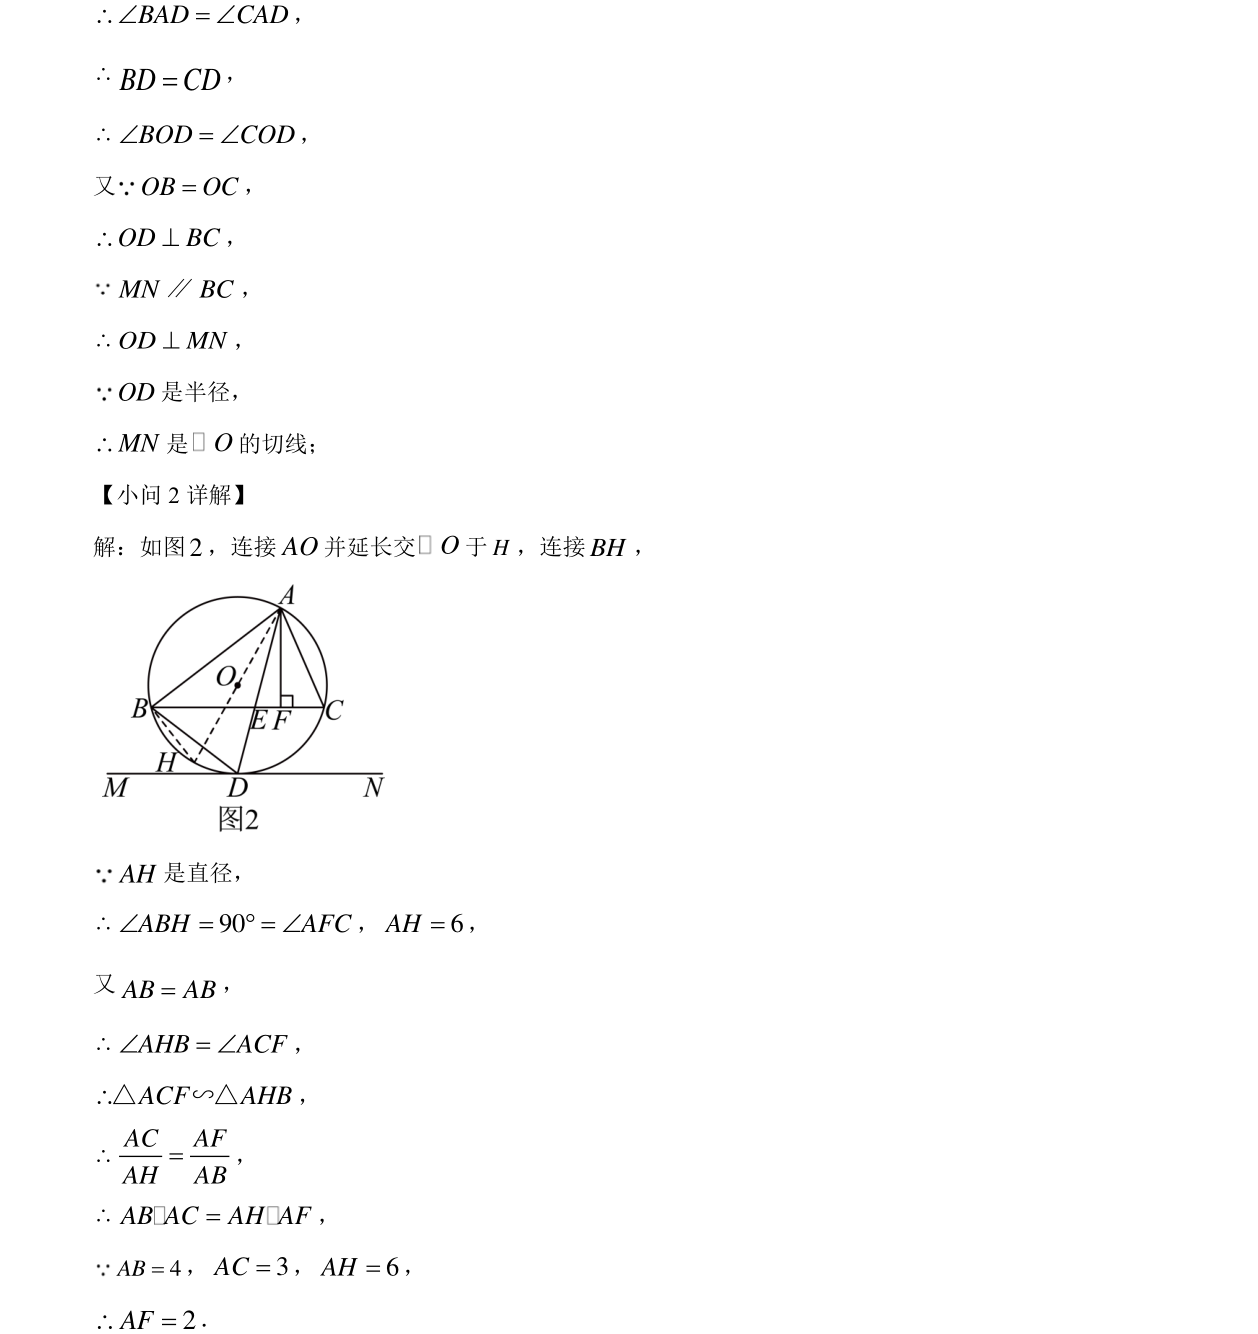 ∴∠BAD = ∠CAD，
∴ BD = CD，
∴ ∠BOD = ∠COD，
又∵ OB = OC，
∴OD ⊥ BC，
∵ MN ∥ BC，
∴ OD ⊥ MN，
∵OD 是半径，
∴MN 是□ O 的切线；
【小问 2 详解】
解：如图2，连接 AO 并延长交□ O 于 H ，连接 BH ，
A
O
B
E F
C
H
M
D
N
图2
∵ AH 是直径，
∴ ∠ABH = 90° = ∠AFC ， AH = 6，
又 AB = AB，
∴ ∠AHB = ∠ACF ，
∴△ACF∽△AHB ，
∴ AC/AH = AF/AB ，
∴ AB□AC = AH□AF ，
∵ AB = 4， AC = 3， AH = 6，
∴ AF = 2．